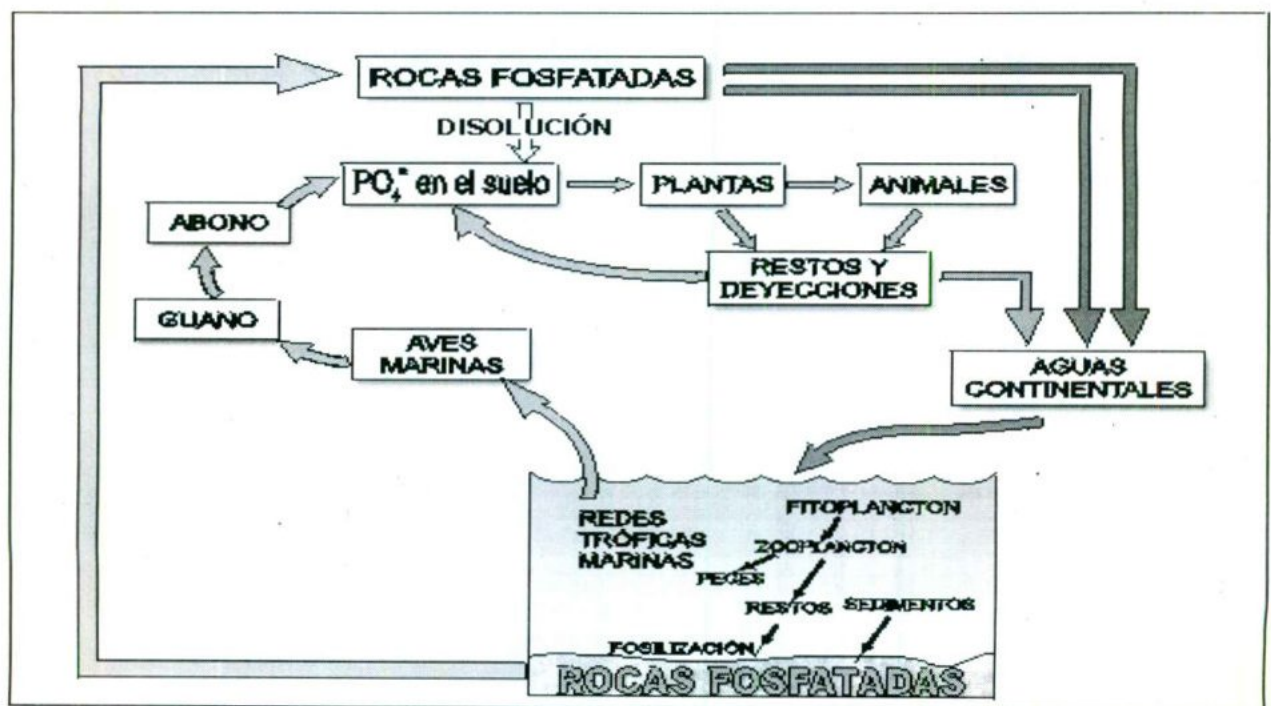 ROCAS FOSFATADAS
DISOLUCIÓN
PO₄⁼ en el suelo
PLANTAS
ANIMALES
ABONO
RESTOS Y
DEYECCIONES
GUANO
AVES
MARINAS
AGUAS
CONTINENTALES
REDES
TRÓFICAS
MARINAS
FITOPLANCTON
ZOOPLANCTON
PECES
RESTOS
SEDIMENTOS
FOSILIZACIÓN
ROCAS FOSFATADAS